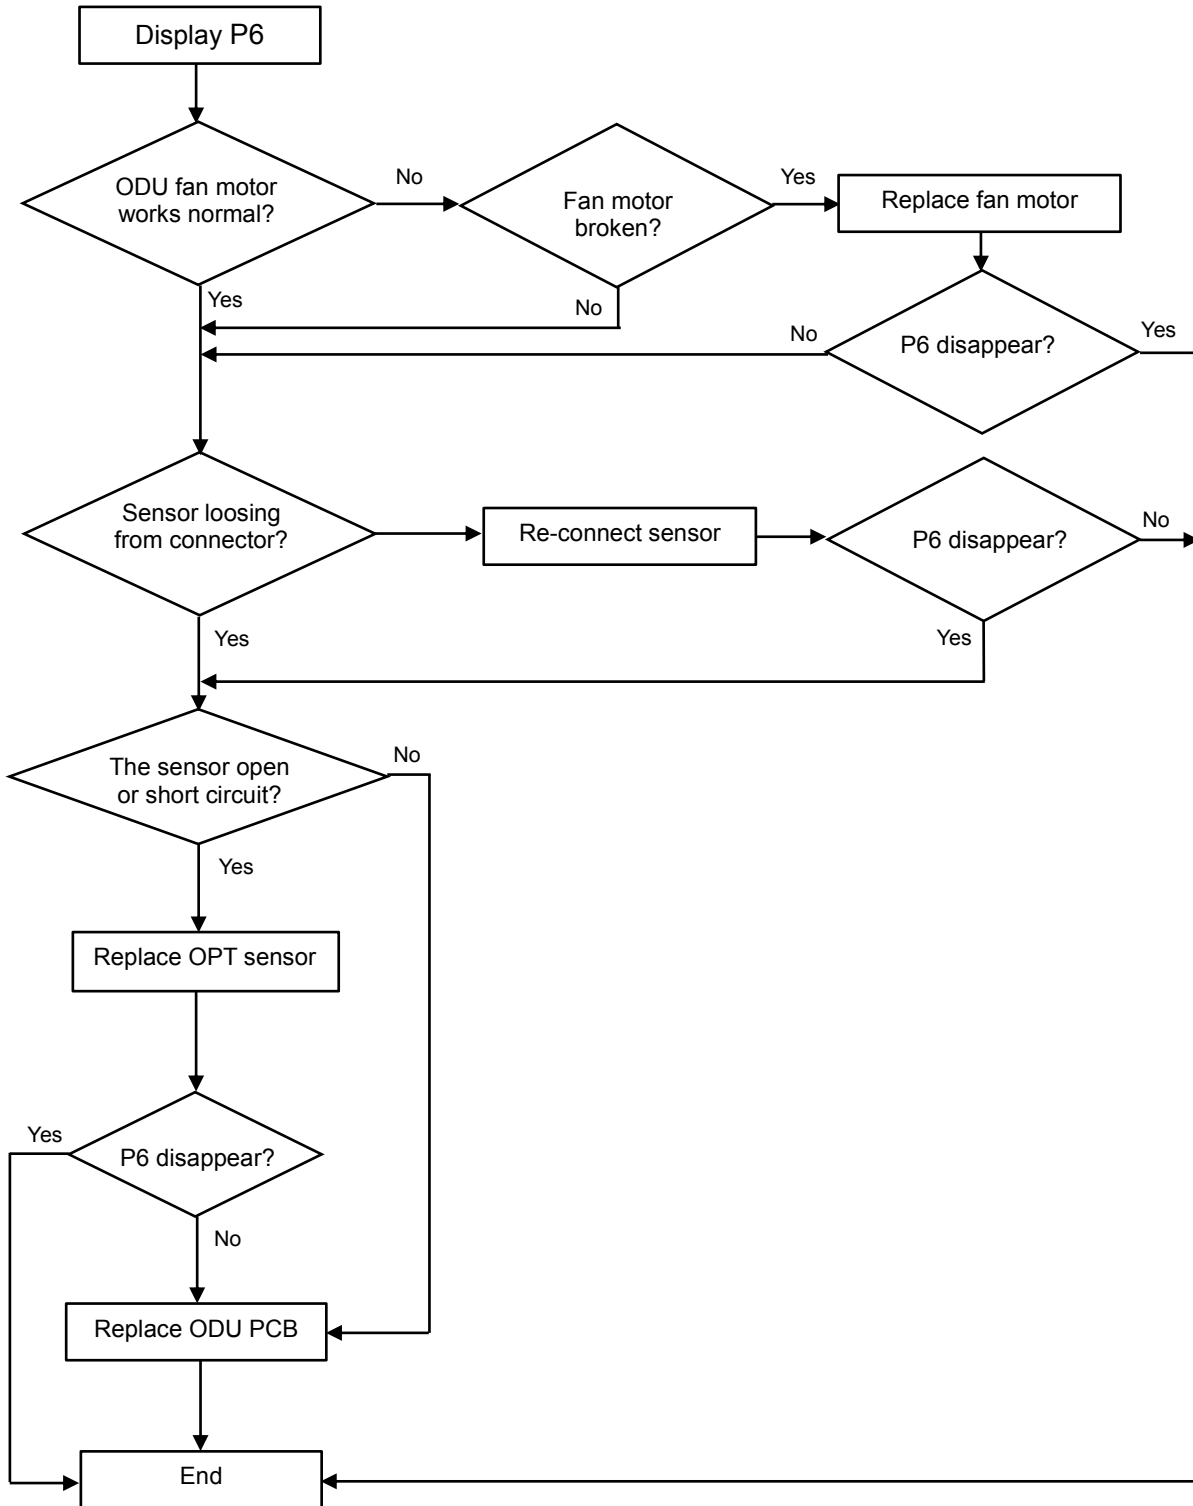 Display P6
ODU fan motor
works normal?
No
Fan motor
broken?
Yes
Replace fan motor
Yes
No
No
P6 disappear?
Yes
Sensor loosing
from connector?
Re-connect sensor
P6 disappear?
No
Yes
Yes
The sensor open
or short circuit?
No
Yes
Replace OPT sensor
Yes
P6 disappear?
No
Replace ODU PCB
End